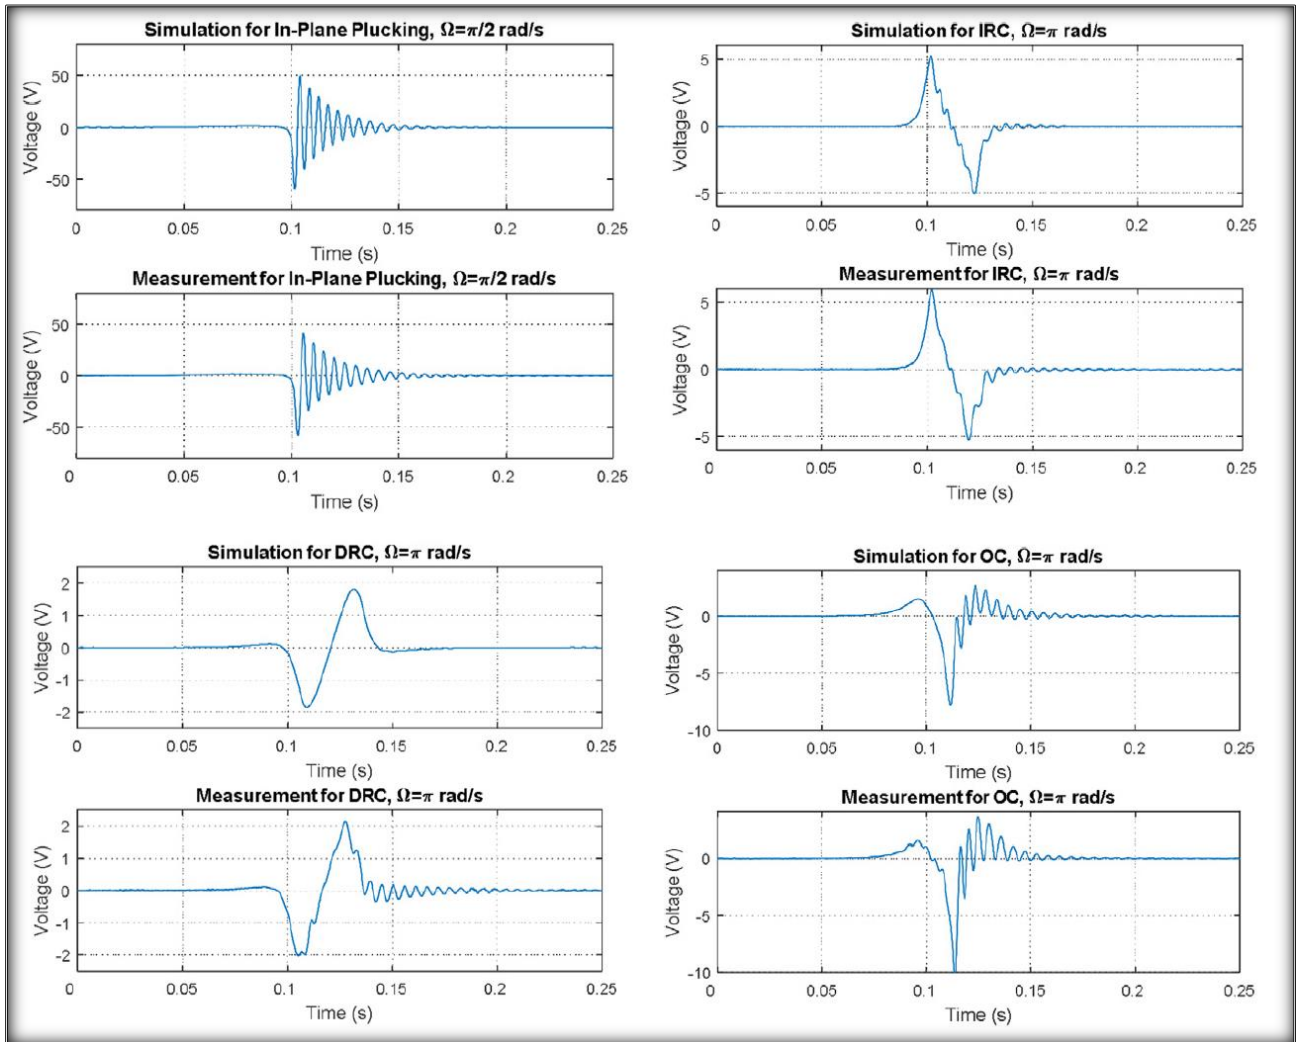 Simulation for In-Plane Plucking, Ω=π/2 rad/s
Voltage (V)
50
0
-50
0 0.05 0.1 0.15 0.2 0.25
Time (s)
Measurement for In-Plane Plucking, Ω=π/2 rad/s
Voltage (V)
50
0
-50
0 0.05 0.1 0.15 0.2 0.25
Time (s)
Simulation for IRC, Ω=π rad/s
Voltage (V)
5
0
-5
0 0.05 0.1 0.15 0.2 0.25
Time (s)
Measurement for IRC, Ω=π rad/s
Voltage (V)
5
0
-5
0 0.05 0.1 0.15 0.2 0.25
Time (s)
Simulation for DRC, Ω=π rad/s
Voltage (V)
2
1
0
-1
-2
0 0.05 0.1 0.15 0.2 0.25
Time (s)
Measurement for DRC, Ω=π rad/s
Voltage (V)
2
1
0
-1
-2
0 0.05 0.1 0.15 0.2 0.25
Time (s)
Simulation for OC, Ω=π rad/s
Voltage (V)
0
-5
-10
0 0.05 0.1 0.15 0.2 0.25
Time (s)
Measurement for OC, Ω=π rad/s
Voltage (V)
0
-5
-10
0 0.05 0.1 0.15 0.2 0.25
Time (s)